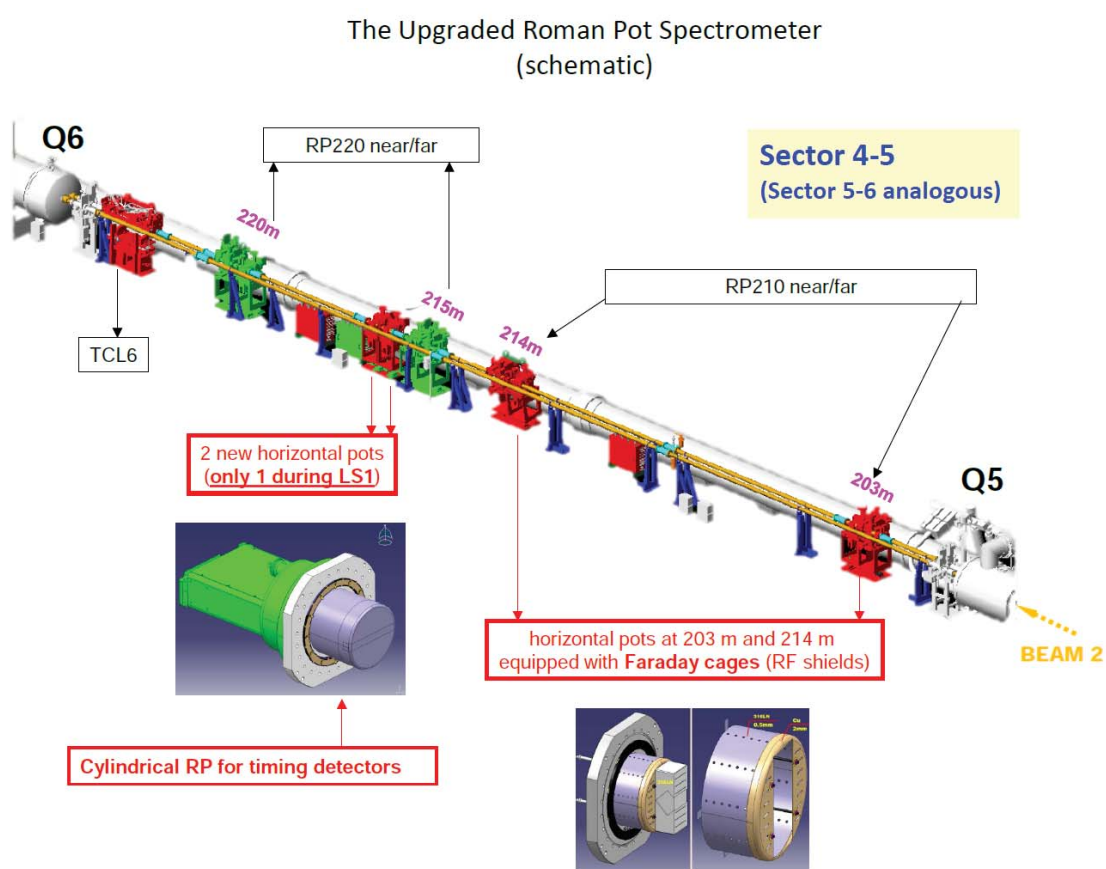 The Upgraded Roman Pot Spectrometer
(schematic)
Q6
RP220 near/far
Sector 4-5
(Sector 5-6 analogous)
220m
RP210 near/far
215m
214m
TCL6
2 new horizontal pots
(only 1 during LS1)
203m
Q5
horizontal pots at 203 m and 214 m
equipped with Faraday cages (RF shields)
BEAM 2
Cylindrical RP for timing detectors
Cu
2mm